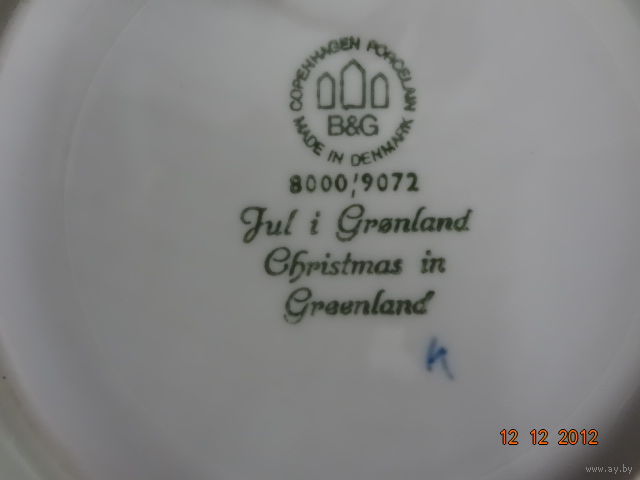 COPENHAGEN PORCELAIN
B&G
MADE IN DENMARK
8000/9072
Jul i Grønland
Christmas in
Greenland
K
12 12 2012
www.ay.by